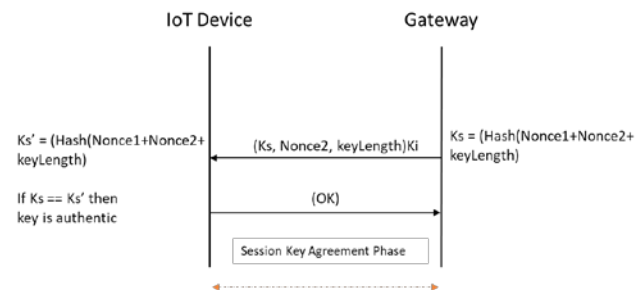 IoT Device
Gateway
Ks' = (Hash(Nonce1+Nonce2+
keyLength)
(Ks, Nonce2, keyLength)Ki
Ks = (Hash(Nonce1+Nonce2+
keyLength)
If Ks == Ks' then
key is authentic
(OK)
Session Key Agreement Phase